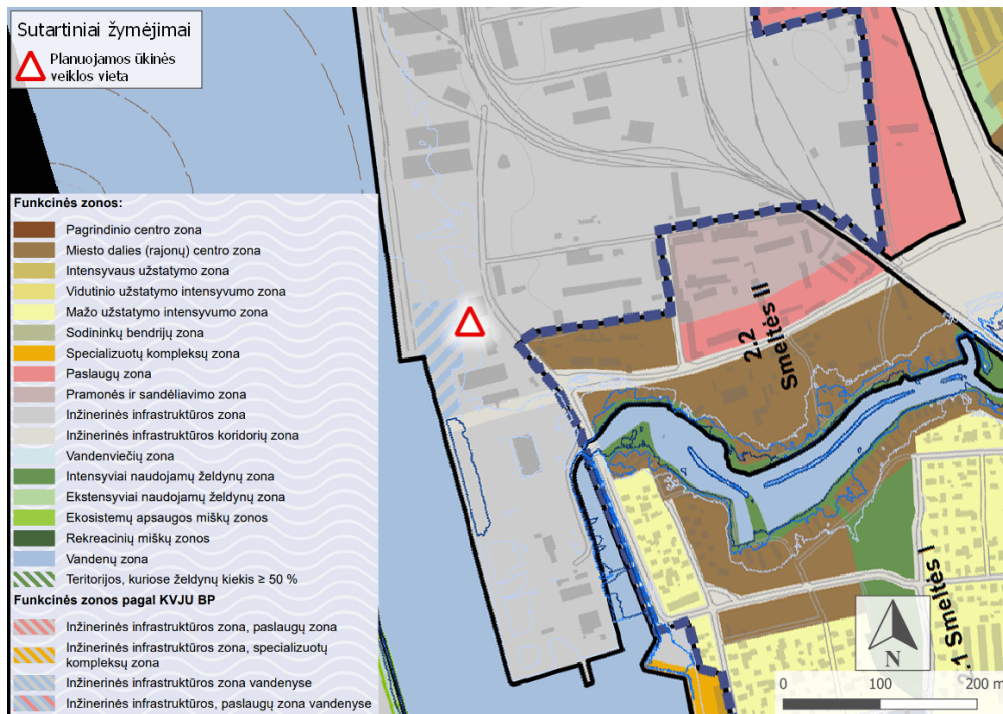 Sutartiniai žymėjimai
Planuojamos ūkinės
veiklos vieta
Funkcinės zonos:
Pagrindinio centro zona
Miesto dalies (rajonų) centro zona
Intensyvaus užstatymo zona
Vidutinio užstatymo intensyvumo zona
Mažo užstatymo intensyvumo zona
Sodininkų bendrijų zona
Specializuotų kompleksų zona
Paslaugų zona
Pramonės ir sandėliavimo zona
Inžinerinės infrastruktūros zona
Inžinerinės infrastruktūros koridorių zona
Vandenviečių zona
Intensyviai naudojamų želdynų zona
Ekstensyviai naudojamų želdynų zona
Ekosistemų apsaugos miškų zonos
Rekreacinių miškų zonos
Vandenų zona
Teritorijos, kuriose želdynų kiekis ≥ 50 %
Funkcinės zonos pagal KVJU BP
Inžinerinės infrastruktūros zona, paslaugų zona
Inžinerinės infrastruktūros zona, specializuotų
kompleksų zona
Inžinerinės infrastruktūros zona vandenyse
Inžinerinės infrastruktūros, paslaugų zona vandenyse
2.2
Smeltės III
2.1 Smeltės I
N
0 100 200 m